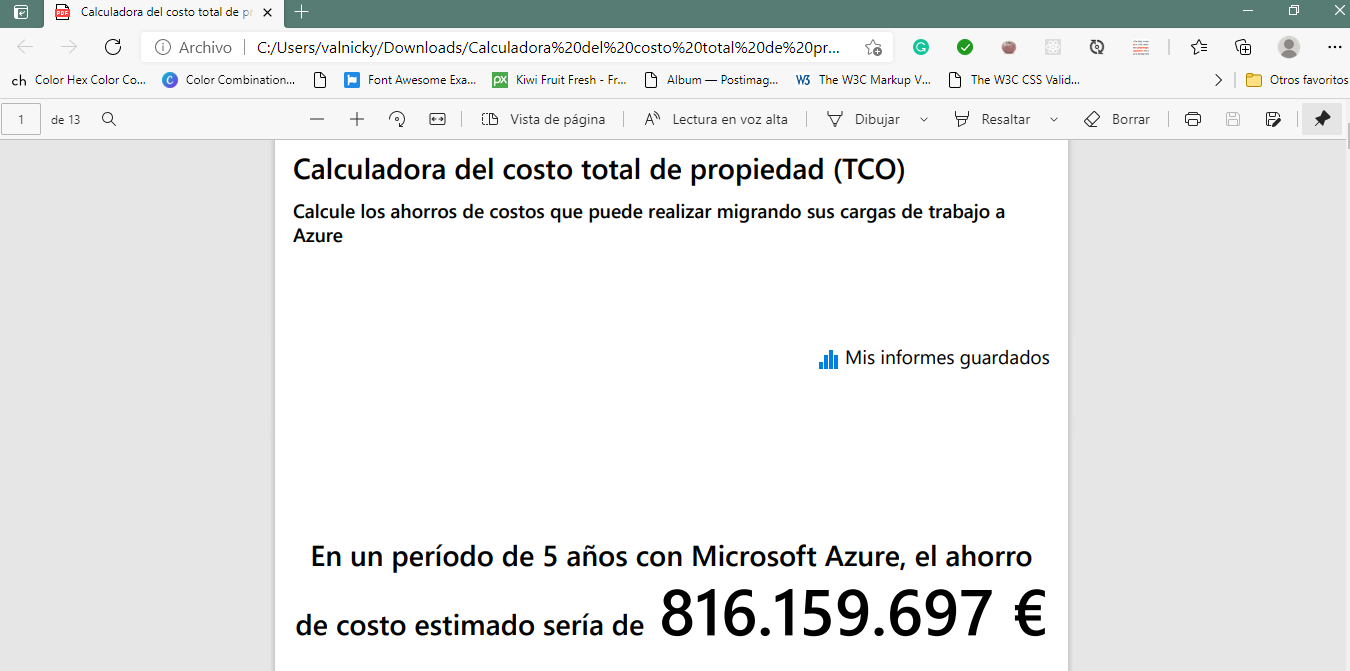 Calculadora del costo total de pr
Archivo
C:/Users/valnicky/Downloads/Calculadora%20del%20costo%20total%20de%20pr...
ch Color Hex Color Co...
C Color Combination...
Font Awesome Exa...
px Kiwi Fruit Fresh - Fr...
Album — Postimag...
W3 The W3C Markup V...
The W3C CSS Valid...
Otros favoritos
1 de 13
Vista de página
Lectura en voz alta
Dibujar
Resaltar
Borrar
Calculadora del costo total de propiedad (TCO)
Calcule los ahorros de costos que puede realizar migrando sus cargas de trabajo a
Azure
Mis informes guardados
En un período de 5 años con Microsoft Azure, el ahorro
de costo estimado sería de 816.159.697 €